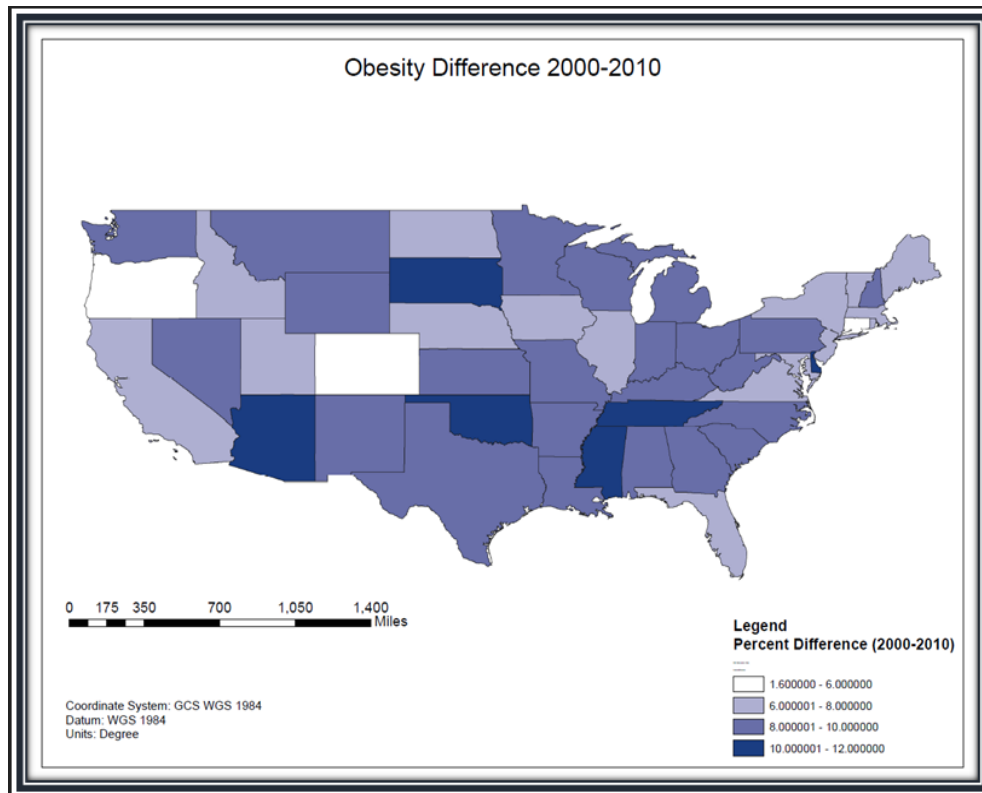 Obesity Difference 2000-2010
0 175 350 700 1,050 1,400
Miles
Legend
Percent Difference (2000-2010)
1.600000 - 6.000000
6.000001 - 8.000000
8.000001 - 10.000000
10.000001 - 12.000000
Coordinate System: GCS WGS 1984
Datum: WGS 1984
Units: Degree